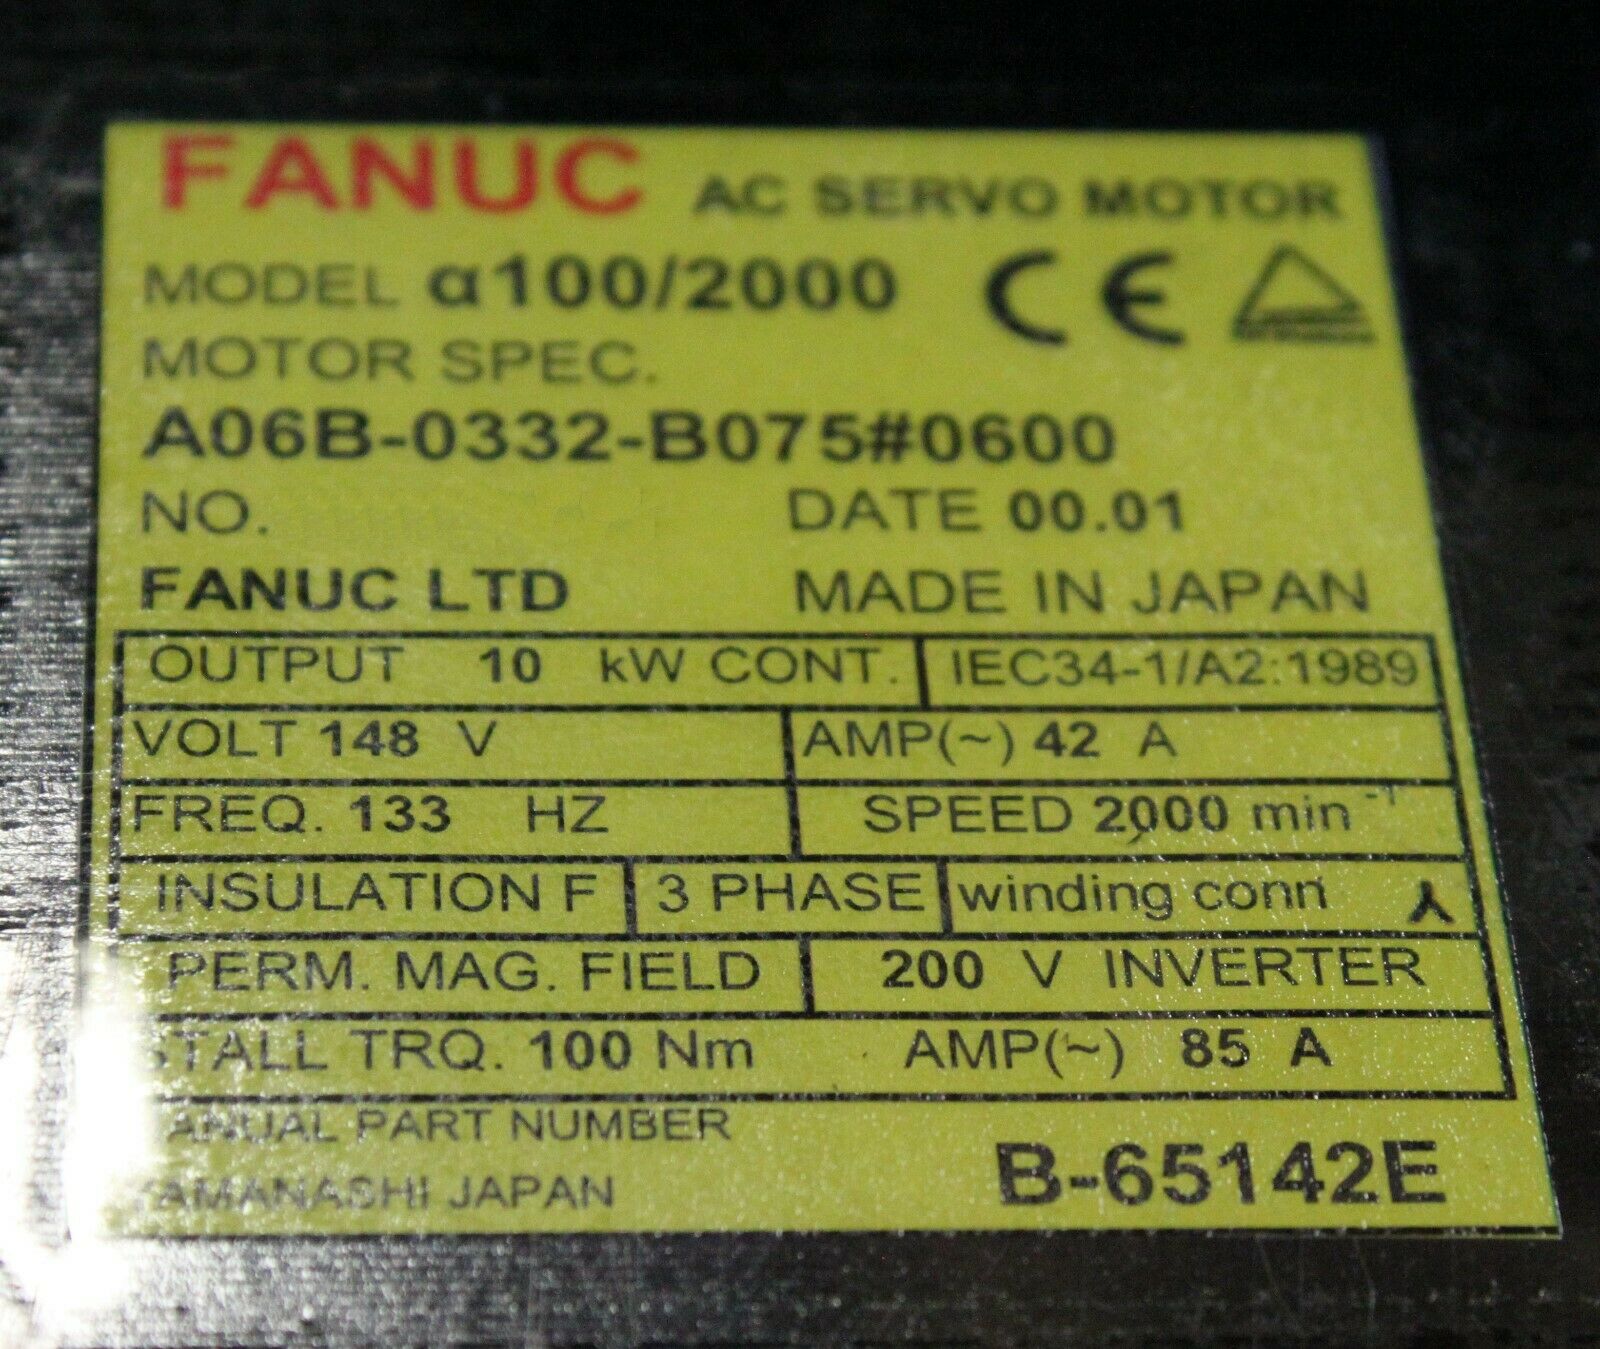 FANUC AC SERVO MOTOR
MODEL α100/2000 CE
MOTOR SPEC.
A06B-0332-B075#0600
NO. DATE 00.01
FANUC LTD MADE IN JAPAN
OUTPUT 10 kW CONT. IEC34-1/A2:1989
VOLT 148 V AMP(~) 42 A
FREQ. 133 HZ SPEED 2000 min⁻¹
INSULATION F 3 PHASE winding conn
PERM. MAG. FIELD 200 V INVERTER
STALL TRQ. 100 Nm AMP(~) 85 A
MANUAL PART NUMBER
YAMANASHI JAPAN B-65142E